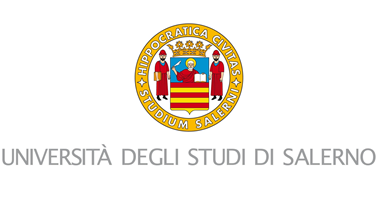 HIPPOCRATICA CIVITAS
STUDIUM SALERNI
UNIVERSITÀ DEGLI STUDI DI SALERNO